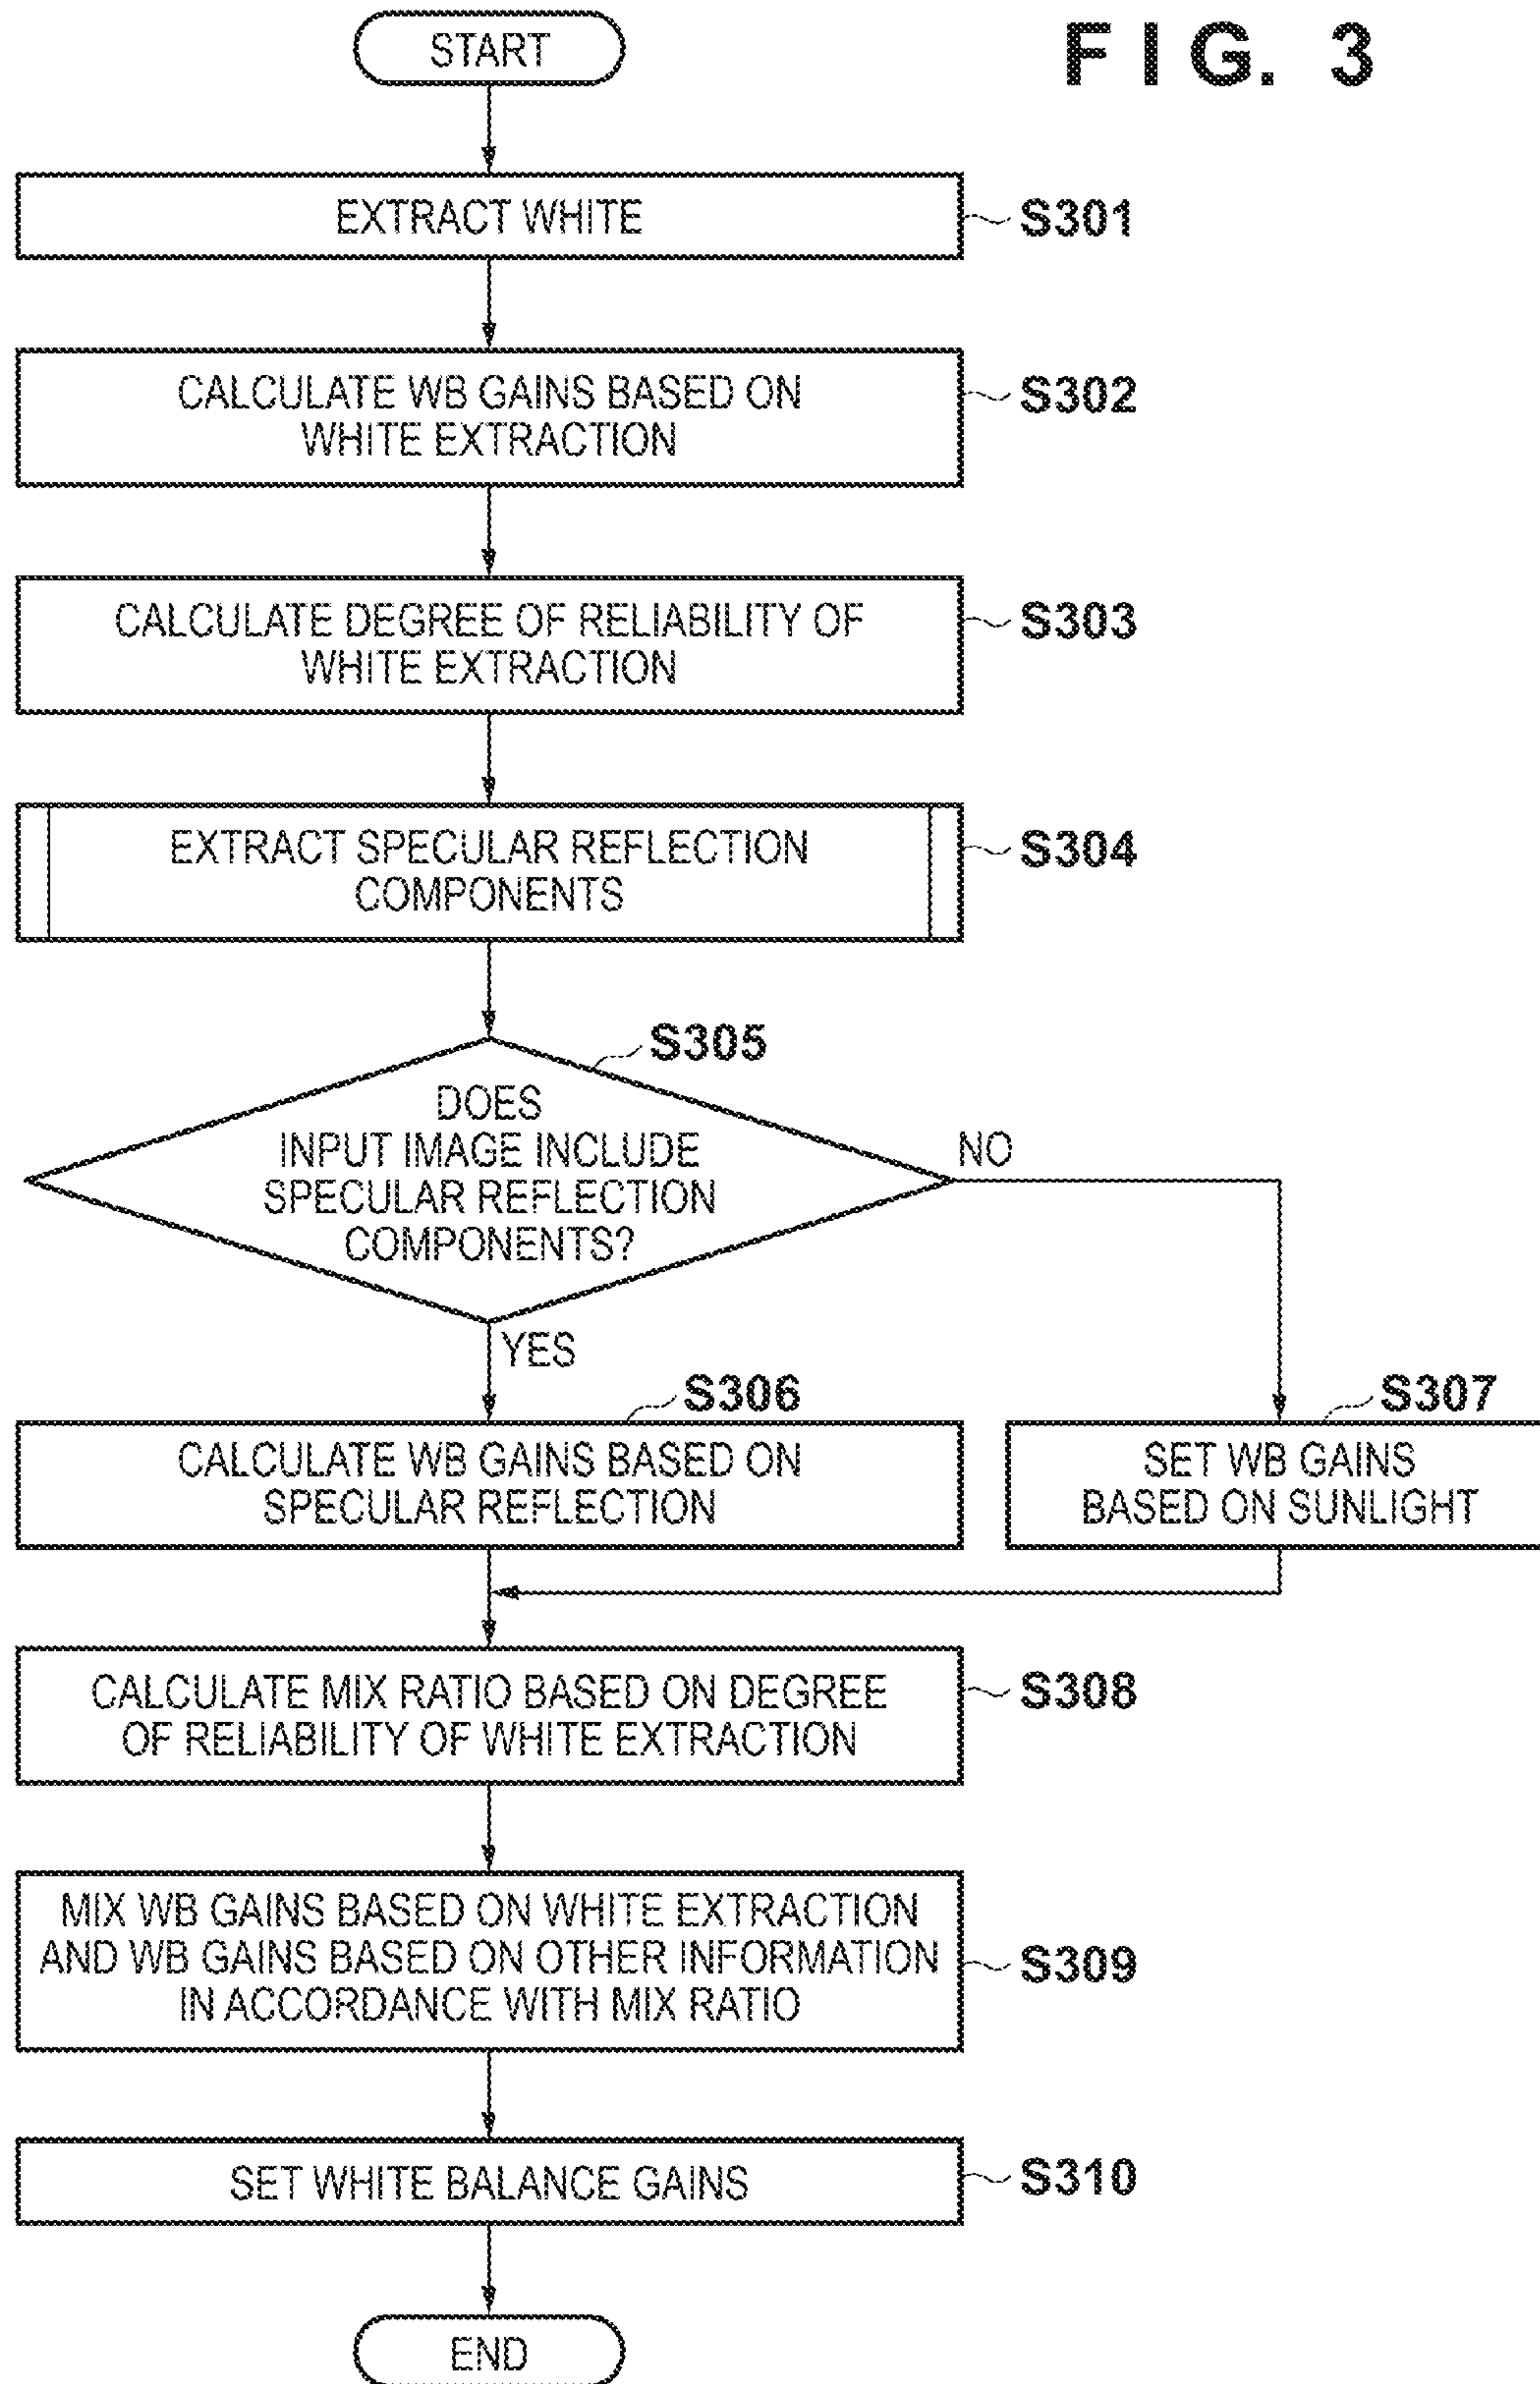 FIG. 3
START
EXTRACT WHITE
S301
CALCULATE WB GAINS BASED ON
WHITE EXTRACTION
S302
CALCULATE DEGREE OF RELIABILITY OF
WHITE EXTRACTION
S303
EXTRACT SPECULAR REFLECTION
COMPONENTS
S304
S305
DOES
INPUT IMAGE INCLUDE
SPECULAR REFLECTION
COMPONENTS?
NO
YES
S306
CALCULATE WB GAINS BASED ON
SPECULAR REFLECTION
S307
SET WB GAINS
BASED ON SUNLIGHT
CALCULATE MIX RATIO BASED ON DEGREE
OF RELIABILITY OF WHITE EXTRACTION
S308
MIX WB GAINS BASED ON WHITE EXTRACTION
AND WB GAINS BASED ON OTHER INFORMATION
IN ACCORDANCE WITH MIX RATIO
S309
SET WHITE BALANCE GAINS
S310
END